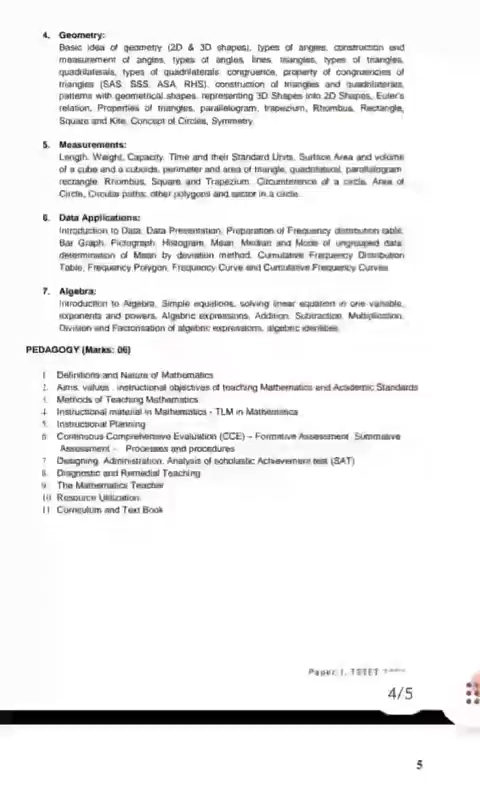 4. Geometry:
Basic idea of geometry (2D & 3D shapes), types of angles, construction and
measurement of angles, types of angles, lines, triangles, types of triangles,
quadrilaterals, types of quadrilaterals, congruence, property of congruencies of
triangles (SAS, SSS, ASA, RHS), construction of triangles and quadrilaterals,
patterns with geometrical shapes, representing 3D Shapes into 2D Shapes, Euler's
relation, Properties of triangles, parallelogram, trapezium, Rhombus, Rectangle,
Square and Kite, Concept of Circles, Symmetry.
5. Measurements:
Length, Weight, Capacity, Time and their Standard Units, Surface Area and volume
of a cube and a cuboids, perimeter and area of triangle, quadrilateral, parallelogram
rectangle, Rhombus, Square and Trapezium. Circumference of a circle, Area of
Circle, Circular paths, other polygons and sector in a circle.
6. Data Applications:
Introduction to Data, Data Presentation, Preparation of Frequency distribution table,
Bar Graph, Pictograph, Histogram, Mean, Median and Mode of ungrouped data,
determination of Mean by deviation method, Cumulative Frequency Distribution
Table, Frequency Polygon, Frequency Curve and Cumulative Frequency Curves.
7. Algebra:
Introduction to Algebra, Simple equations, solving linear equation in one variable,
exponents and powers, Algebric expressions, Addition, Subtraction, Multiplication,
Division and Factorisation of algebric expressions, algebric identities.
PEDAGOGY (Marks: 06)
1. Definitions and Nature of Mathematics
2. Aims, values , instructional objectives of teaching Mathematics and Academic Standards
3. Methods of Teaching Mathematics
4. Instructional material in Mathematics - TLM in Mathematics
5. Instructional Planning
6. Continuous Comprehensive Evaluation (CCE) – Formative Assessment, Summative
Assessment – Processes and procedures
7. Designing, Administration, Analysis of scholastic Achievement test (SAT)
8. Diagnostic and Remedial Teaching
9. The Mathematics Teacher
10. Resource Utilization
11. Curriculum and Text Book
Paper I, TSTET
4/5
5